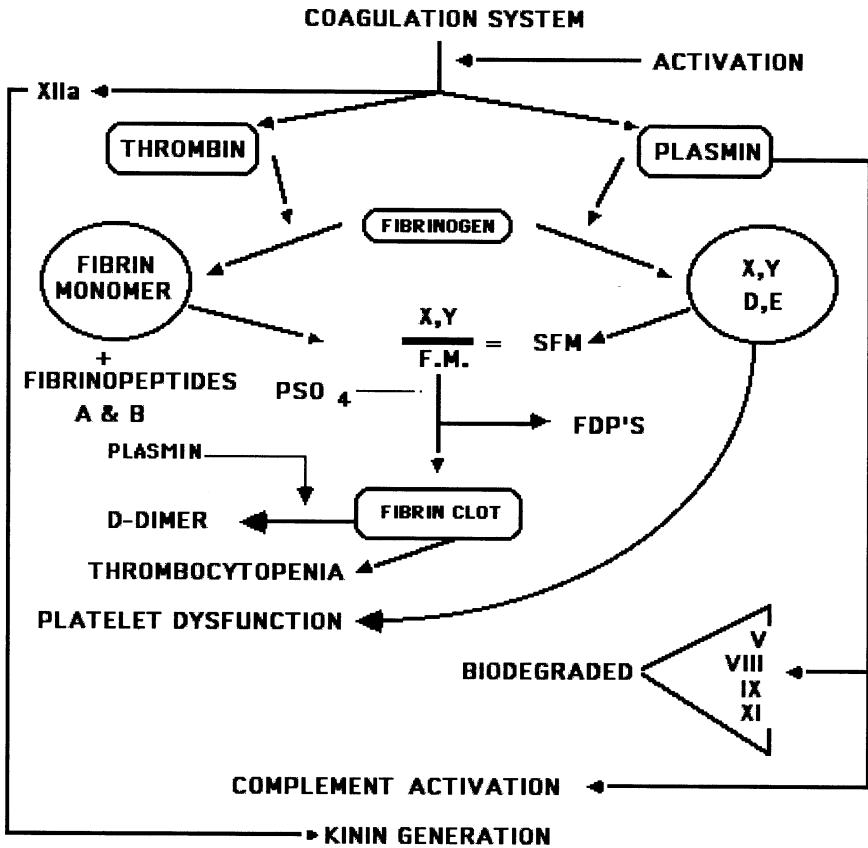 COAGULATION SYSTEM
ACTIVATION
XIIa
THROMBIN
PLASMIN
FIBRINOGEN
FIBRIN
MONOMER
X,Y
D,E
X,Y
F.M.
=
SFM
+
FIBRINOPEPTIDES
A & B
PSO 4
FDP'S
PLASMIN
FIBRIN CLOT
D-DIMER
THROMBOCYTOPENIA
PLATELET DYSFUNCTION
BIODEGRADED
V
VIII
IX
XI
COMPLEMENT ACTIVATION
KININ GENERATION